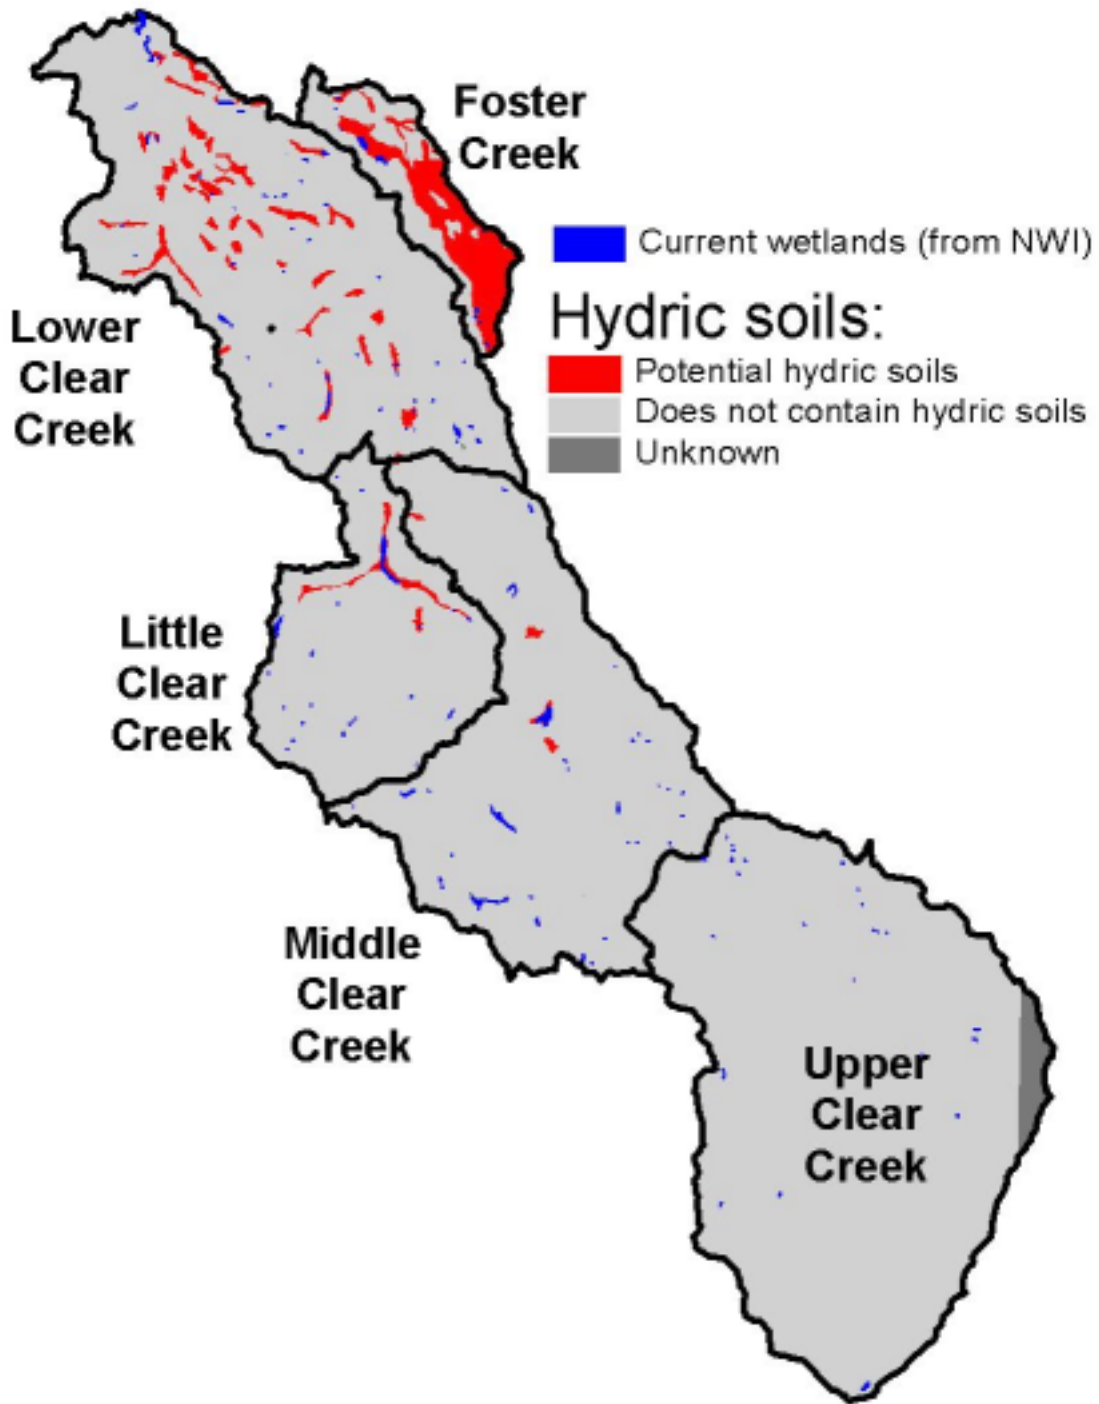 Foster
Creek
Current wetlands (from NWI)
Hydric soils:
Potential hydric soils
Does not contain hydric soils
Unknown
Lower
Clear
Creek
Little
Clear
Creek
Middle
Clear
Creek
Upper
Clear
Creek